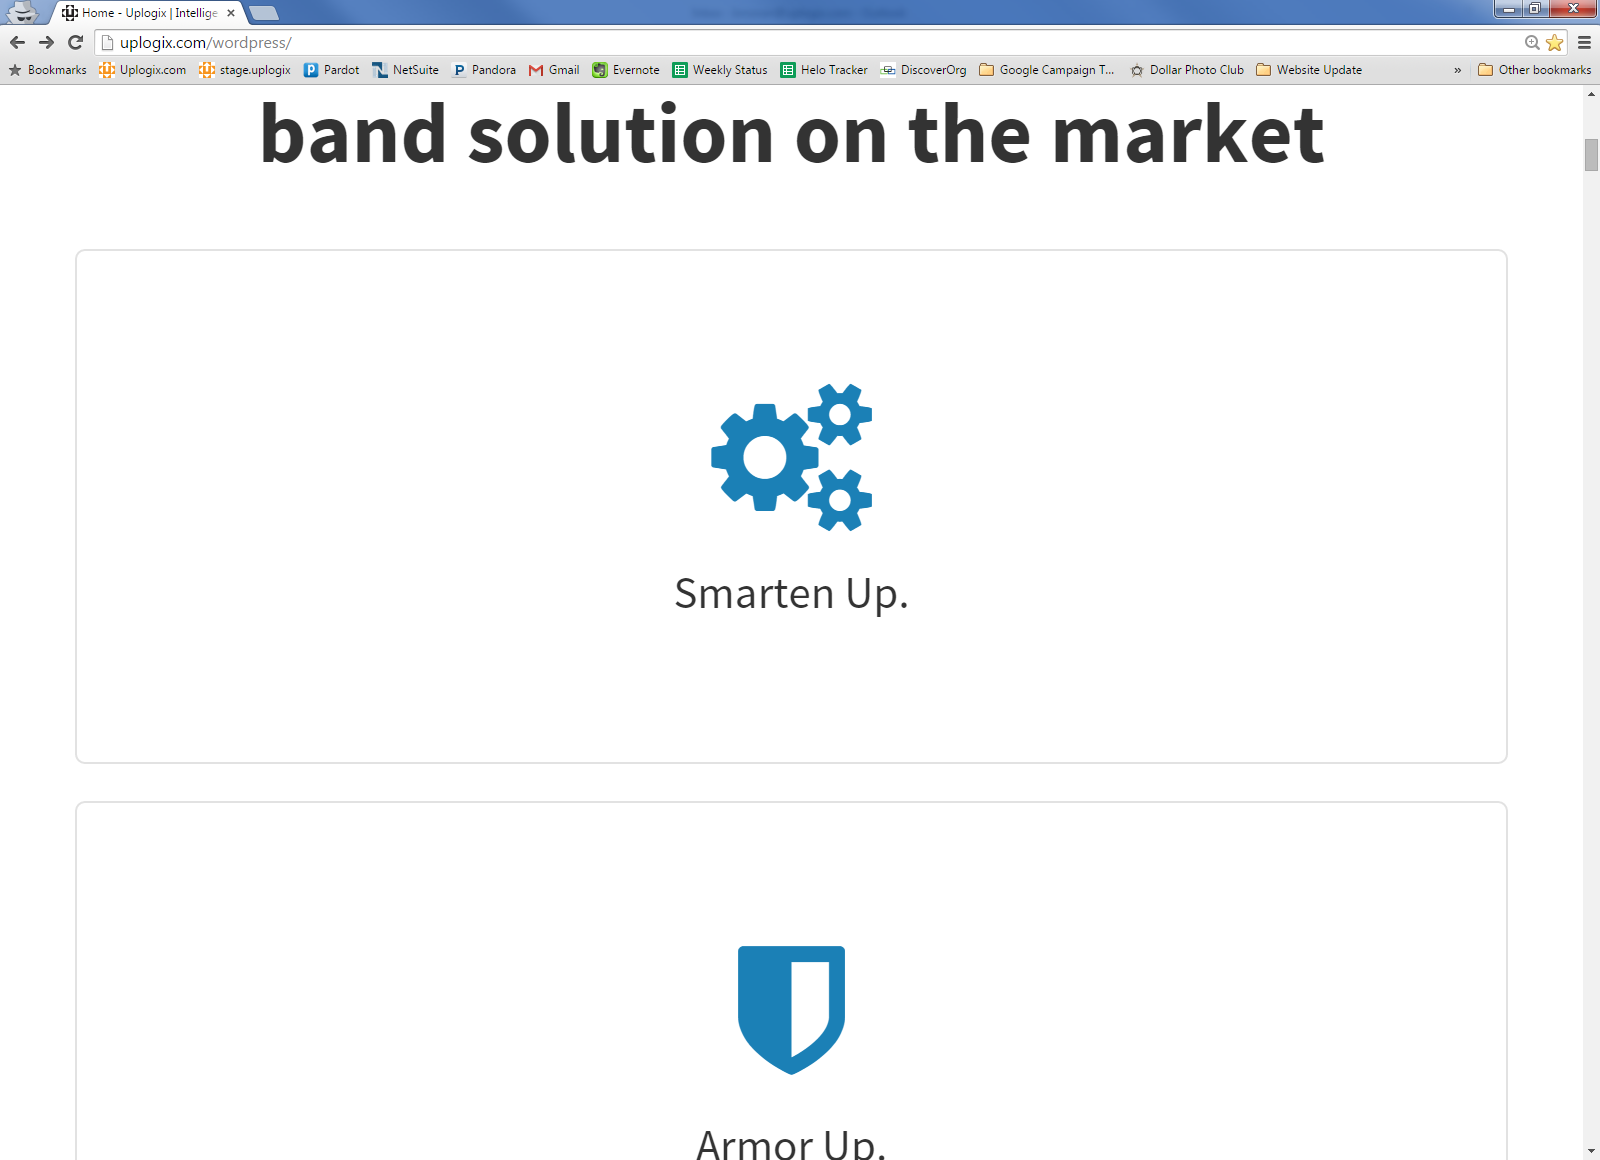 Home - Uplogix | Intellige
uplogix.com/wordpress/
Bookmarks Uplogix.com stage.uplogix Pardot NetSuite Pandora Gmail Evernote Weekly Status Helo Tracker DiscoverOrg Google Campaign T... Dollar Photo Club Website Update » Other bookmarks
band solution on the market
Smarten Up.
Armor Up.